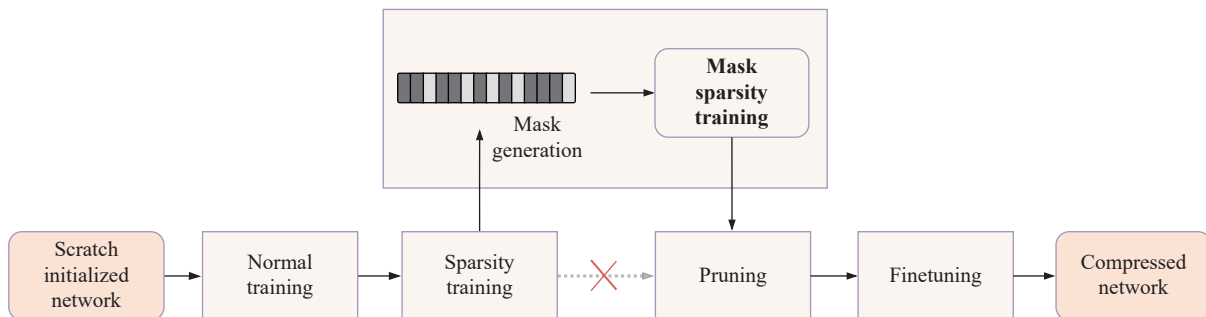 Mask
sparsity
training
Mask
generation
Scratch
initialized
network
Normal
training
Sparsity
training
Pruning
Finetuning
Compressed
network